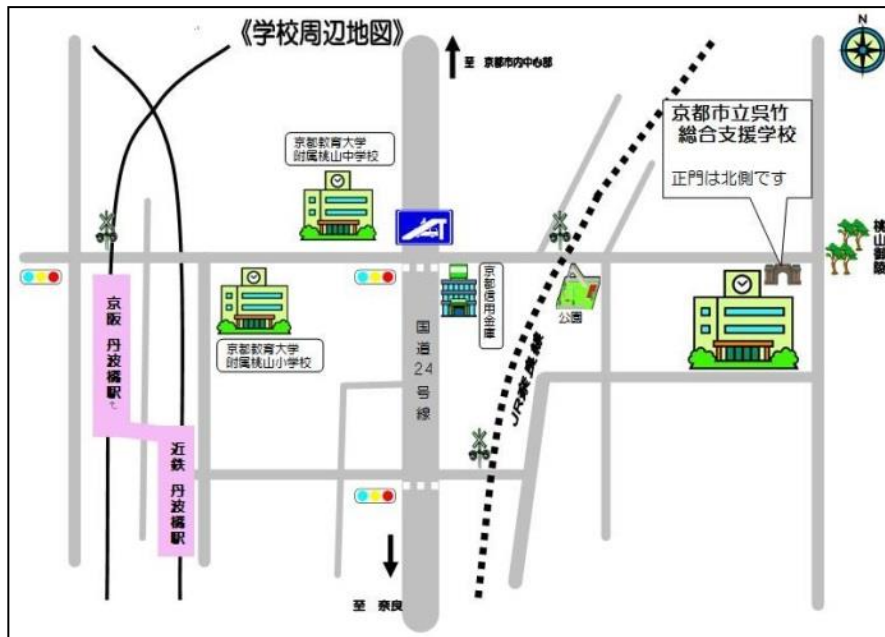 《学校周辺地図》
N
至 京都市内中心部
京都市立呉竹
総合支援学校
正門は北側です
京都教育大学
附属桃山中学校
桃山御陵
京都信用金庫
公園
京阪 丹波橋駅
京都教育大学
附属桃山小学校
国道24号線
JR奈良線
近鉄 丹波橋駅
至 奈良